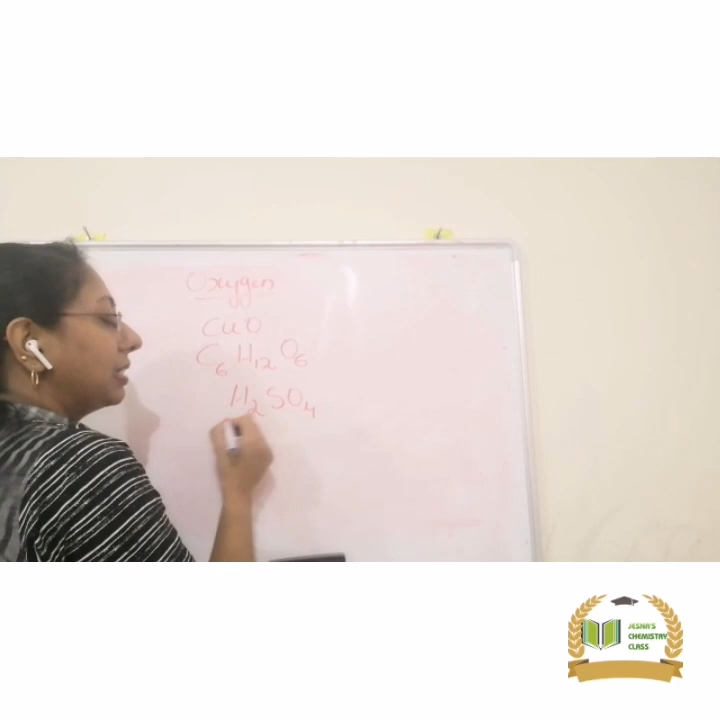 Oxygen
CuO
C₆H₁₂O₆
H₂SO₄
JESNA'S
CHEMISTRY
CLASS